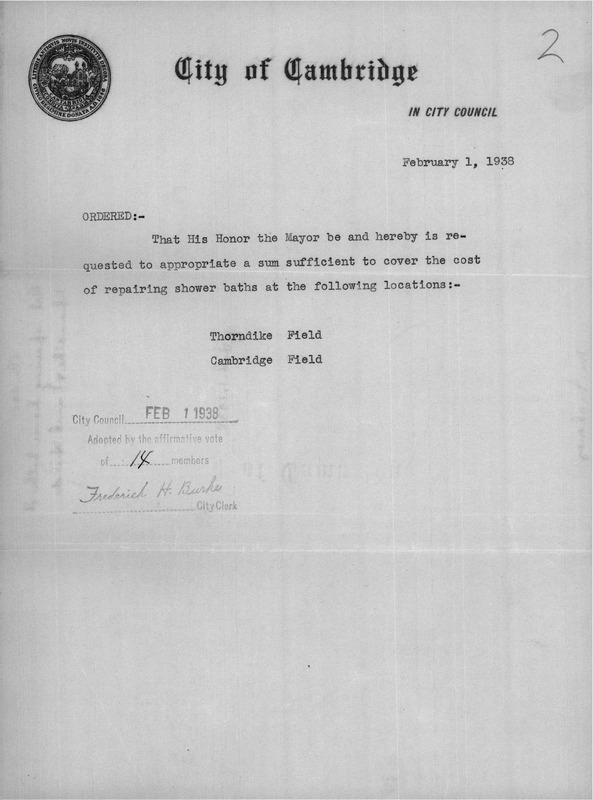 2
City of Cambridge
IN CITY COUNCIL
February 1, 1938
ORDERED:-
That His Honor the Mayor be and hereby is re-
quested to appropriate a sum sufficient to cover the cost
of repairing shower baths at the following locations:-
Thorndike Field
Cambridge Field
City Council FEB 1 1938
Adopted by the affirmative vote
of 14 members
Frederick H. Burke
City Clerk